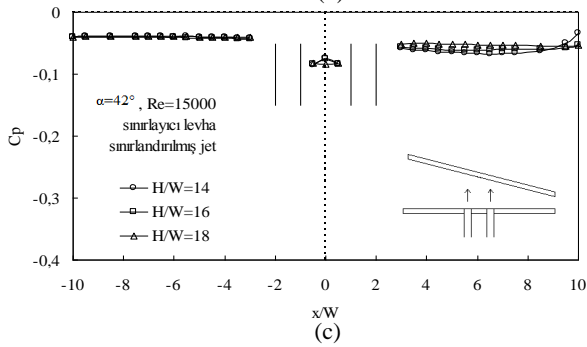 0
-0,1
-0,2
-0,3
-0,4
Cp
α=42° , Re=15000
sınırlayıcı levha
sınırlandırılmış jet
H/W=14
H/W=16
H/W=18
-10 -8 -6 -4 -2 0 2 4 6 8 10
x/W
(c)